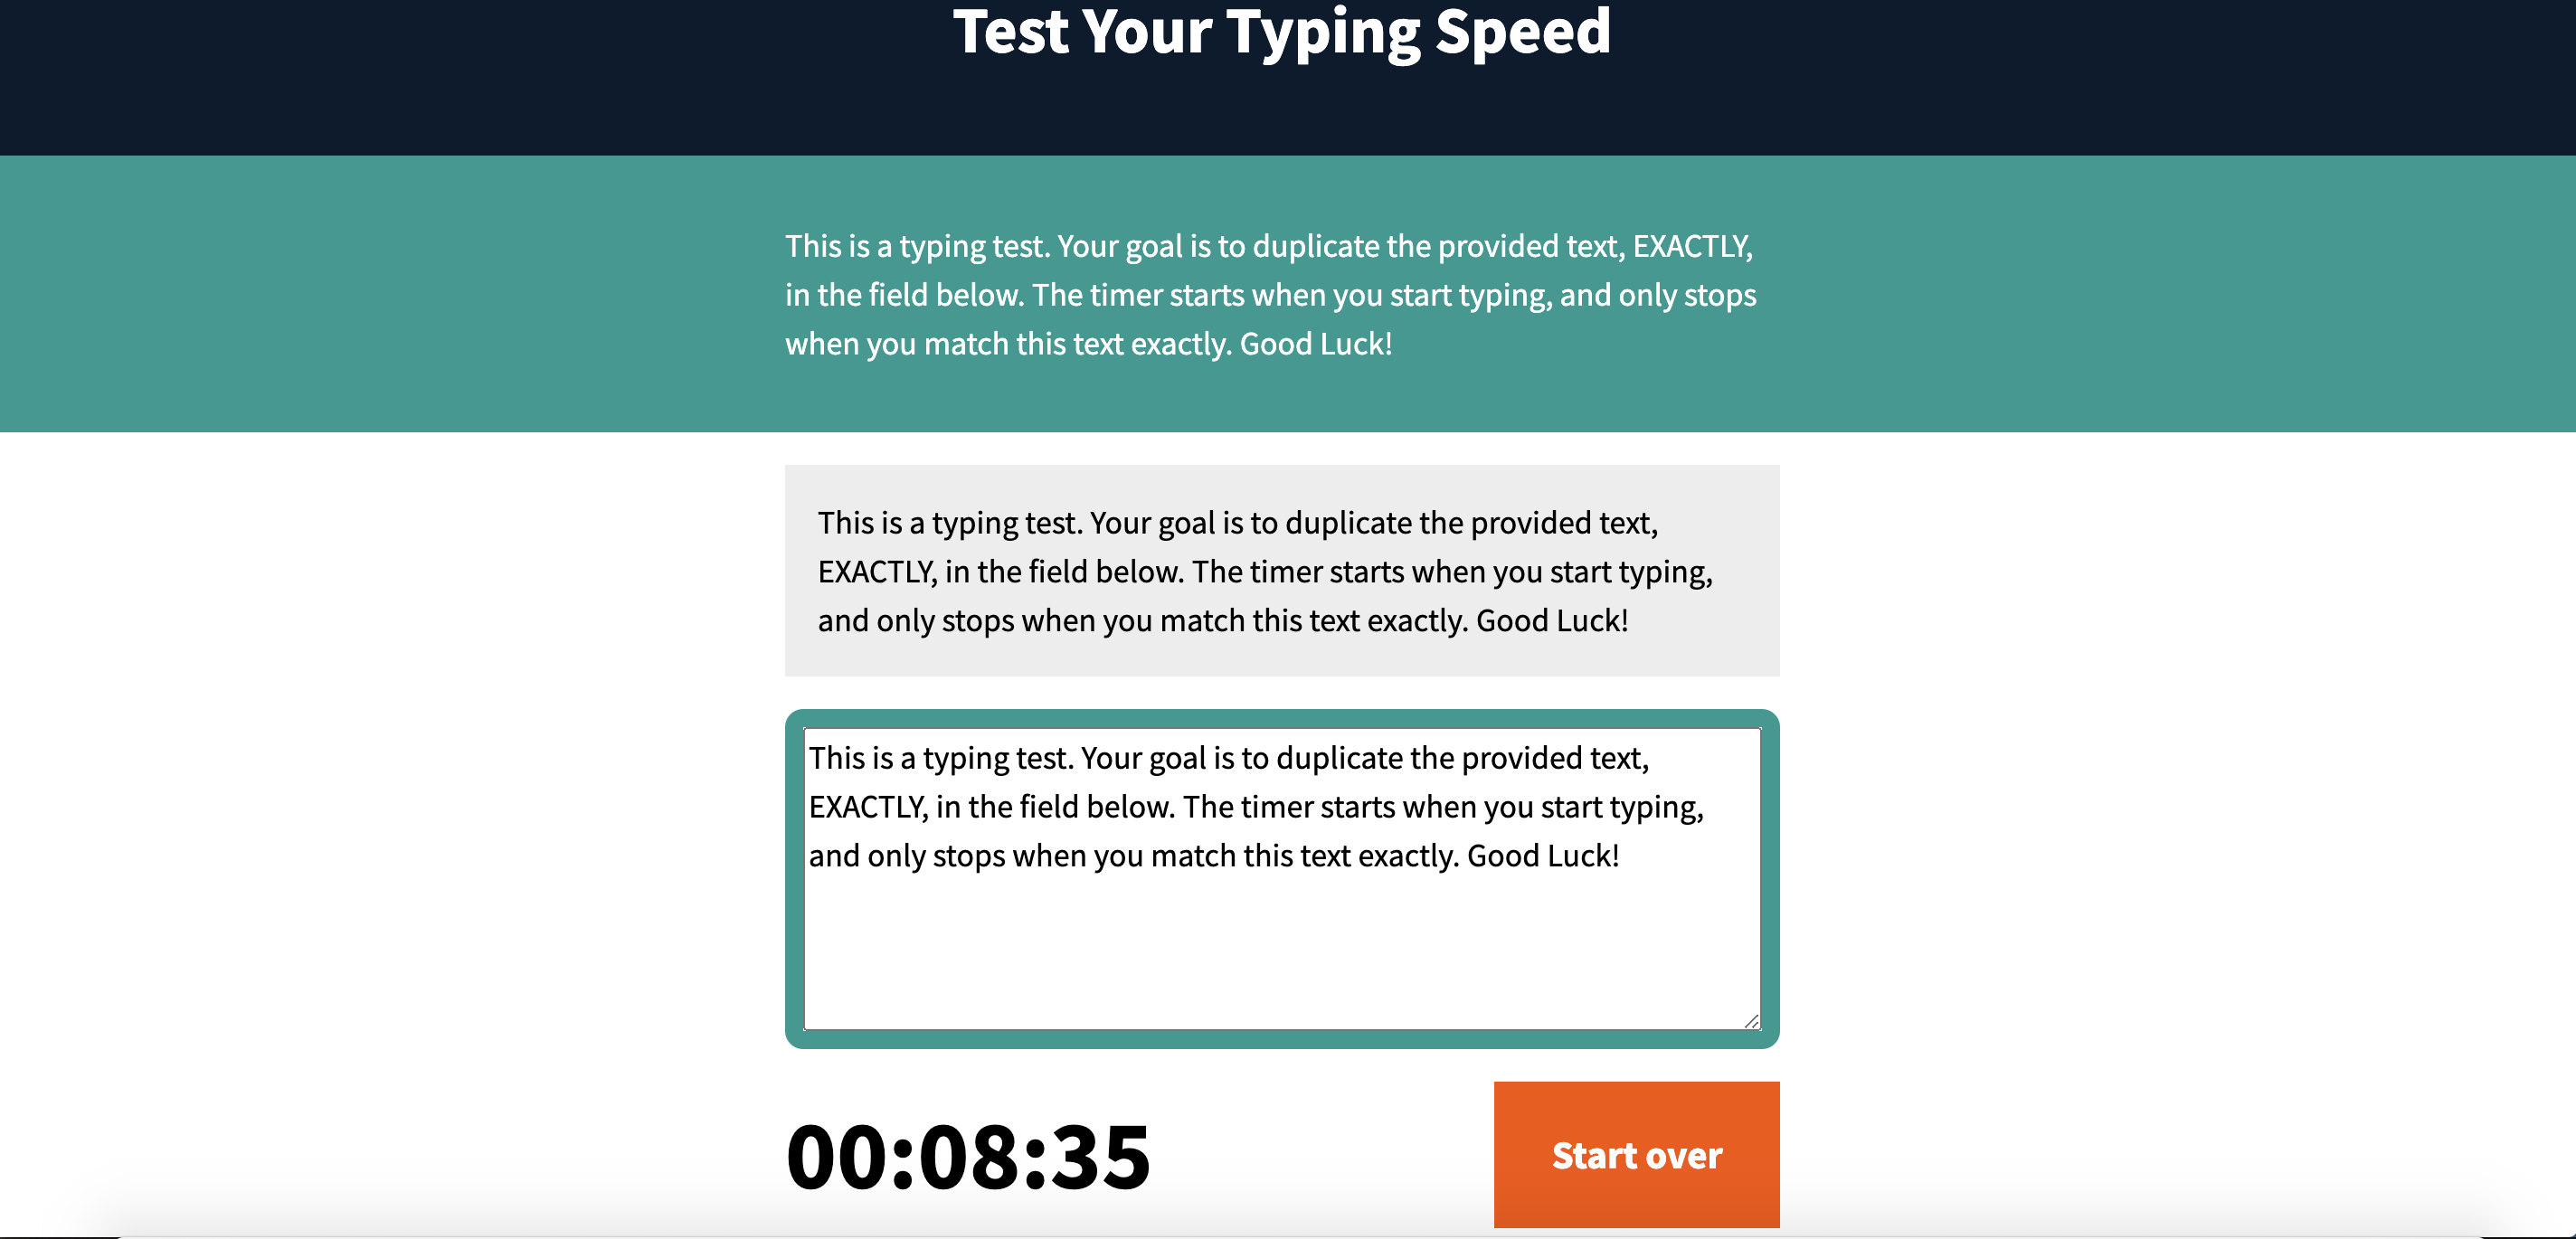 Test Your Typing Speed
This is a typing test. Your goal is to duplicate the provided text, EXACTLY,
in the field below. The timer starts when you start typing, and only stops
when you match this text exactly. Good Luck!
This is a typing test. Your goal is to duplicate the provided text,
EXACTLY, in the field below. The timer starts when you start typing,
and only stops when you match this text exactly. Good Luck!
This is a typing test. Your goal is to duplicate the provided text,
EXACTLY, in the field below. The timer starts when you start typing,
and only stops when you match this text exactly. Good Luck!
00:08:35
Start over